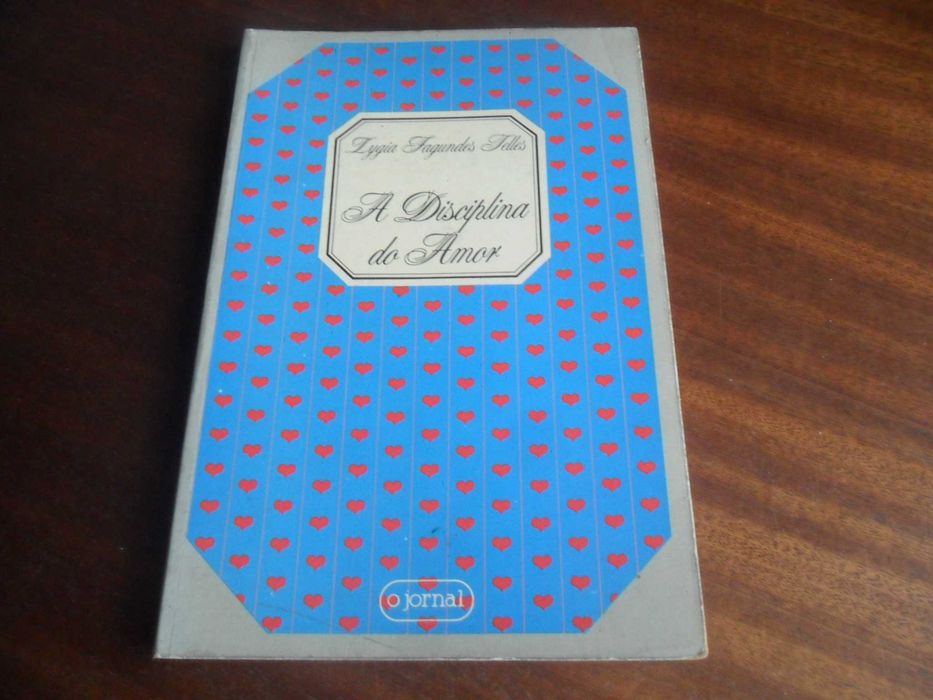 Lygia Fagundes Telles
A Disciplina
do Amor
o jornal